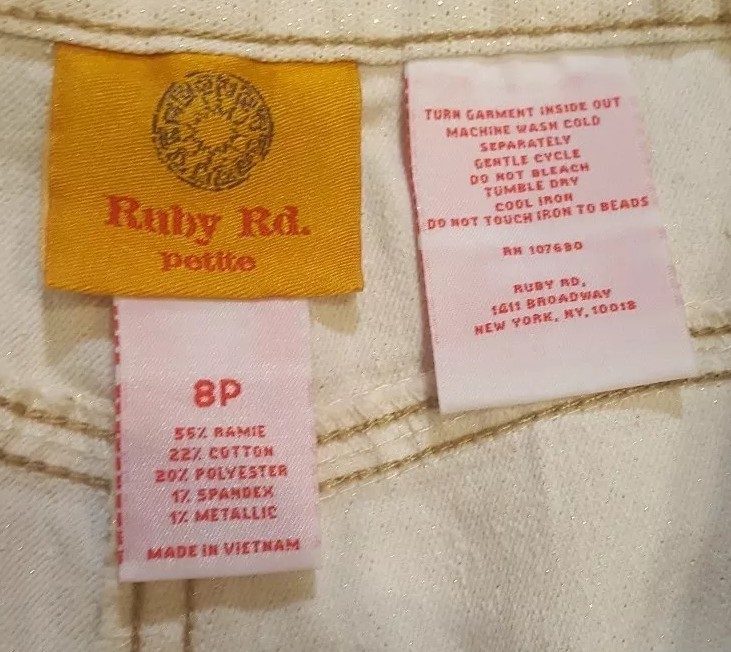 Ruby Rd.
Petite
8P
56% RAMIE
22% COTTON
20% POLYESTER
1% SPANDEX
1% METALLIC
MADE IN VIETNAM
TURN GARMENT INSIDE OUT
MACHINE WASH COLD
SEPARATELY
GENTLE CYCLE
DO NOT BLEACH
TUMBLE DRY
COOL IRON
DO NOT TOUCH IRON TO BEADS
RN 107680
RUBY RD,
1411 BROADWAY
NEW YORK, NY, 10018